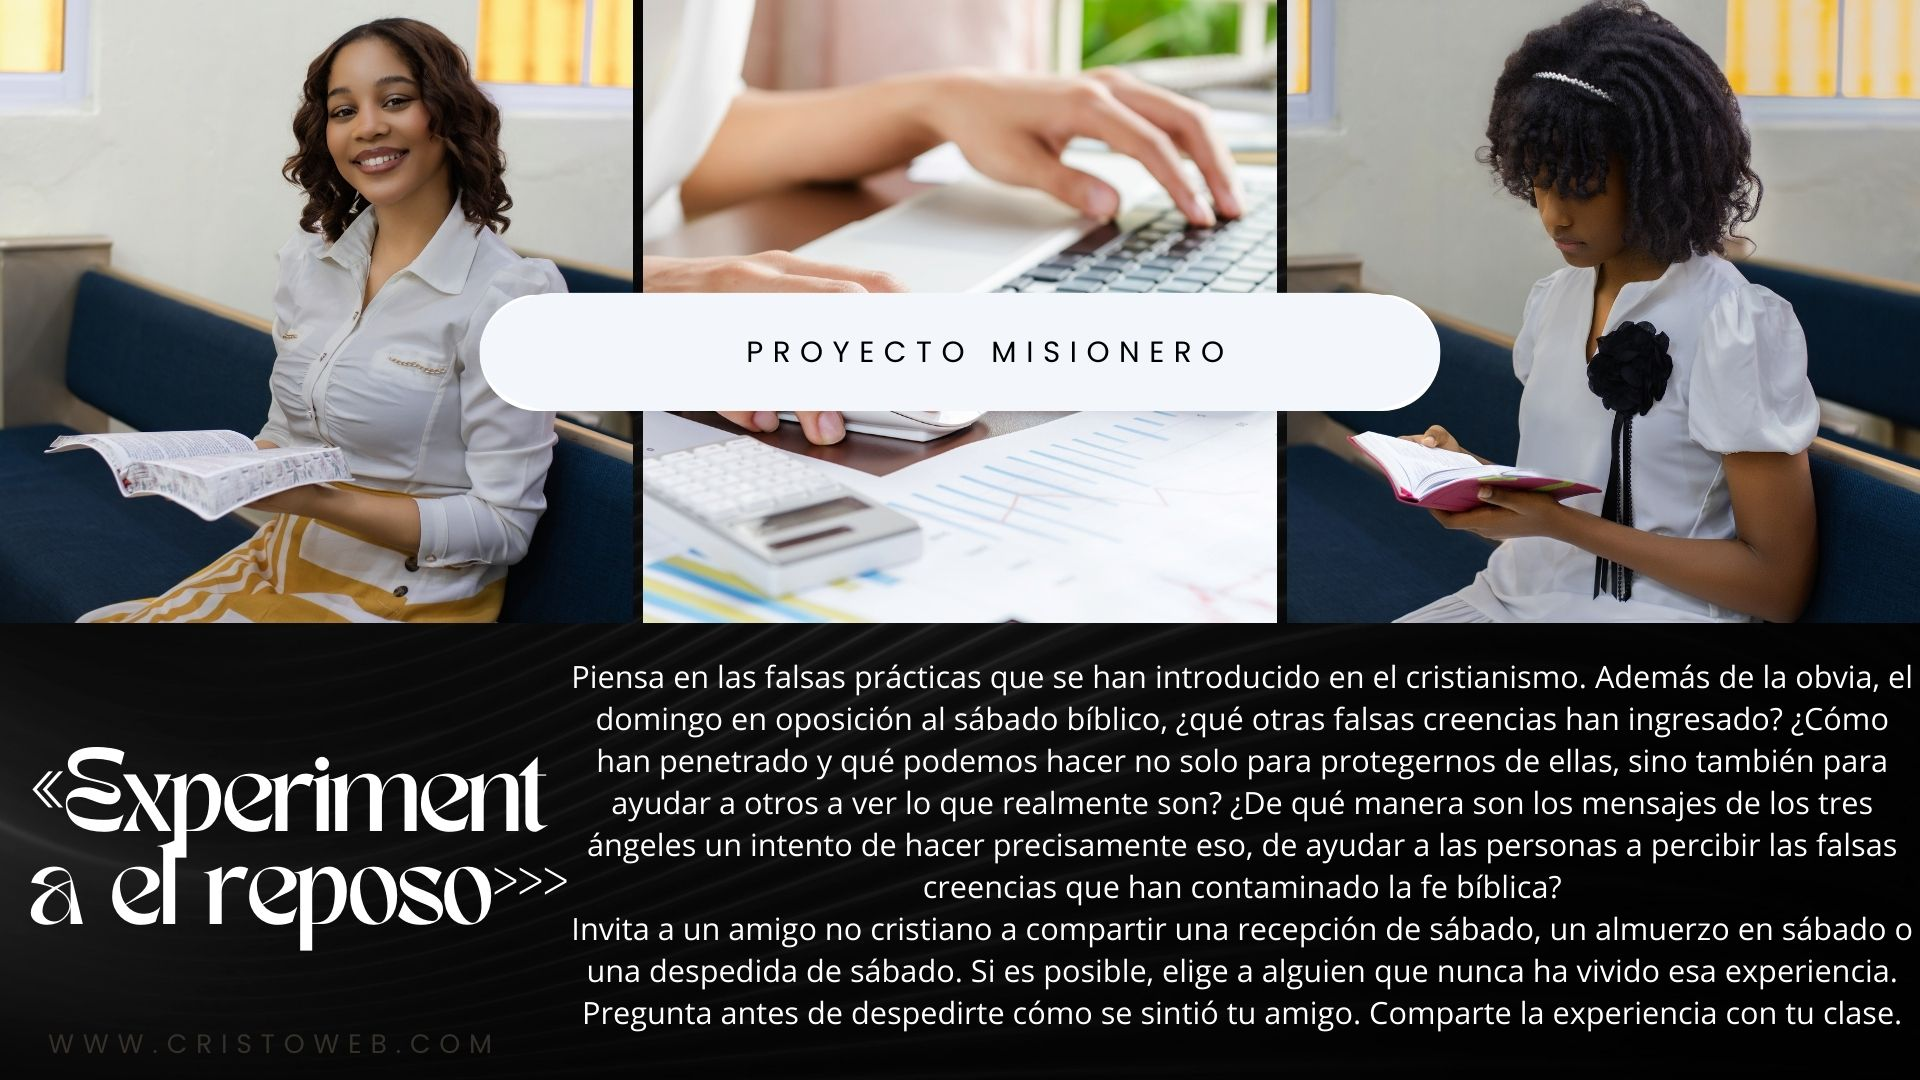 PROYECTO MISIONERO
«Experiment
a el reposo>>>
Piensa en las falsas prácticas que se han introducido en el cristianismo. Además de la obvia, el
domingo en oposición al sábado bíblico, ¿qué otras falsas creencias han ingresado? ¿Cómo
han penetrado y qué podemos hacer no solo para protegernos de ellas, sino también para
ayudar a otros a ver lo que realmente son? ¿De qué manera son los mensajes de los tres
ángeles un intento de hacer precisamente eso, de ayudar a las personas a percibir las falsas
creencias que han contaminado la fe bíblica?
Invita a un amigo no cristiano a compartir una recepción de sábado, un almuerzo en sábado o
una despedida de sábado. Si es posible, elige a alguien que nunca ha vivido esa experiencia.
Pregunta antes de despedirte cómo se sintió tu amigo. Comparte la experiencia con tu clase.
WWW.CRISTOWEB.COM